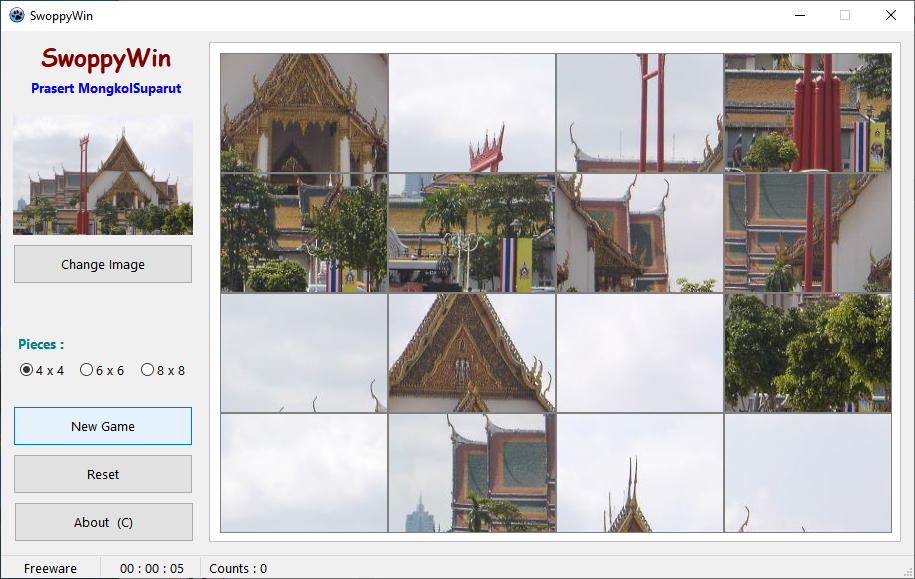 SwoppyWin
SwoppyWin
Prasert MongkolSuparut
Change Image
Pieces :
4 x 4
6 x 6
8 x 8
New Game
Reset
About (C)
Freeware
00 : 00 : 05
Counts : 0